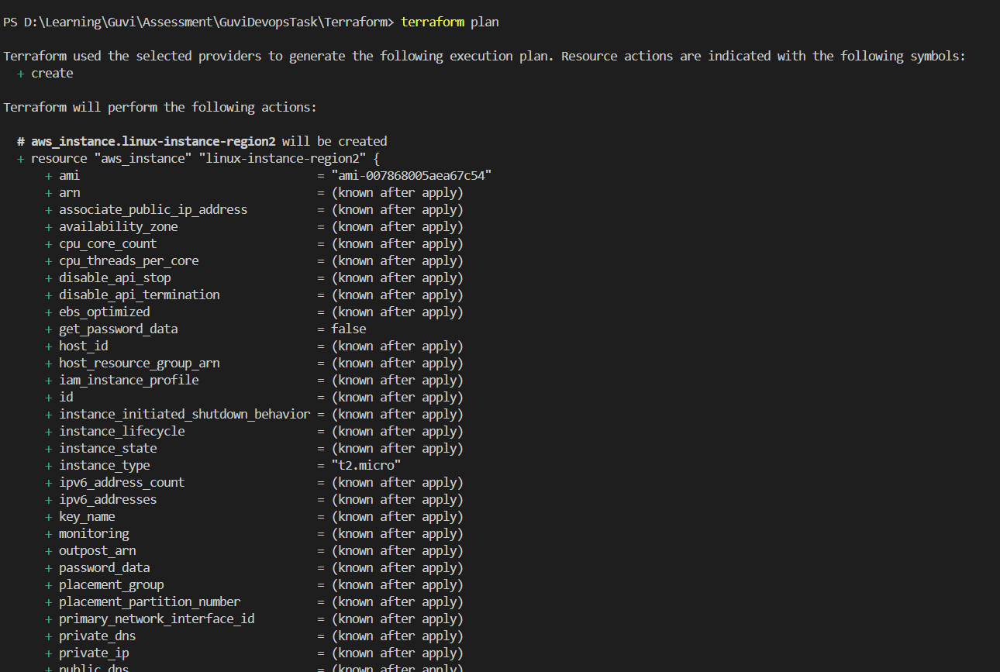 PS D:\Learning\Guvi\Assessment\GuviDevopsTask\Terraform> terraform plan
Terraform used the selected providers to generate the following execution plan. Resource actions are indicated with the following symbols:
+ create
Terraform will perform the following actions:
# aws_instance.linux-instance-region2 will be created
+ resource "aws_instance" "linux-instance-region2" {
+ ami = "ami-007868005aea67c54"
+ arn = (known after apply)
+ associate_public_ip_address = (known after apply)
+ availability_zone = (known after apply)
+ cpu_core_count = (known after apply)
+ cpu_threads_per_core = (known after apply)
+ disable_api_stop = (known after apply)
+ disable_api_termination = (known after apply)
+ ebs_optimized = (known after apply)
+ get_password_data = false
+ host_id = (known after apply)
+ host_resource_group_arn = (known after apply)
+ iam_instance_profile = (known after apply)
+ id = (known after apply)
+ instance_initiated_shutdown_behavior = (known after apply)
+ instance_lifecycle = (known after apply)
+ instance_state = (known after apply)
+ instance_type = "t2.micro"
+ ipv6_address_count = (known after apply)
+ ipv6_addresses = (known after apply)
+ key_name = (known after apply)
+ monitoring = (known after apply)
+ outpost_arn = (known after apply)
+ password_data = (known after apply)
+ placement_group = (known after apply)
+ placement_partition_number = (known after apply)
+ primary_network_interface_id = (known after apply)
+ private_dns = (known after apply)
+ private_ip = (known after apply)
+ public_dns = (known after apply)